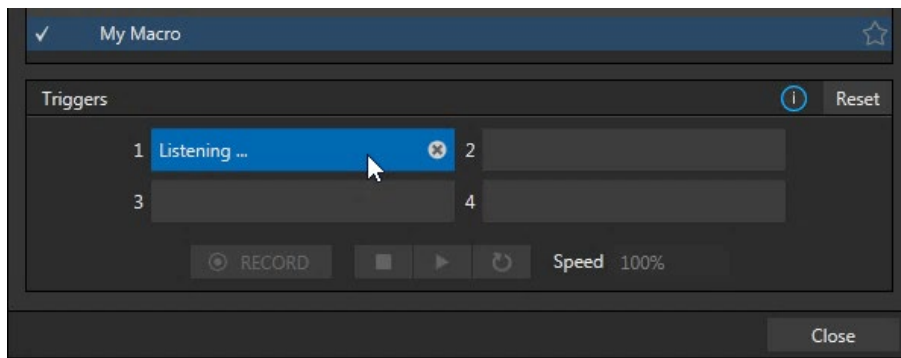 ✓ My Macro
Triggers i Reset
1 Listening ... 2
3 4
RECORD Speed 100%
Close